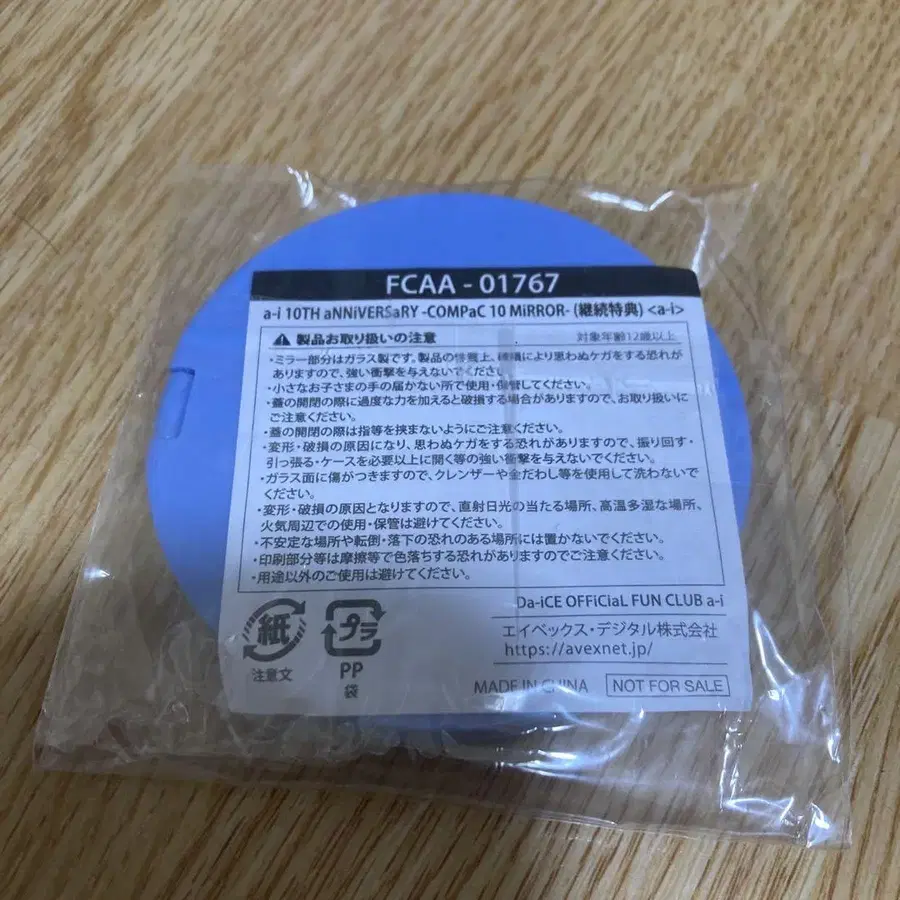 FCAA - 01767
a-i 10TH aNNiVERSaRY -COMPaC 10 MiRROR- (継続特典) <a-i>
製品お取り扱いの注意 対象年齢12歳以上
・ミラー部分はガラス製です。製品の性質上、破損により思わぬケガをする恐れが
ありますので、強い衝撃を与えないでください。
・小さなお子さまの手の届かない所で使用・保管してください。
・蓋の開閉の際に過度な力を加えると破損する場合がありますので、お取り扱いに
ご注意ください。
・蓋の開閉の際は指等を挟まないようにご注意ください。
・変形・破損の原因になり、思わぬケガをする恐れがありますので、振り回す・
引っ張る・ケースを必要以上に開く等の強い衝撃を与えないでください。
・ガラス面に傷がつきますので、クレンザーや金だわし等を使用して洗わないで
ください。
・変形・破損の原因となりますので、直射日光の当たる場所、高温多湿な場所、
火気周辺での使用・保管は避けてください。
・不安定な場所や転倒・落下の恐れのある場所には置かないでください。
・印刷部分等は摩擦等で色落ちする恐れがありますのでご注意ください。
・用途以外のご使用は避けてください。
紙
注意文
プラ
PP
袋
Da-iCE OFFiCiaL FUN CLUB a-i
エイベックス・デジタル株式会社
https://avexnet.jp/
MADE IN CHINA NOT FOR SALE